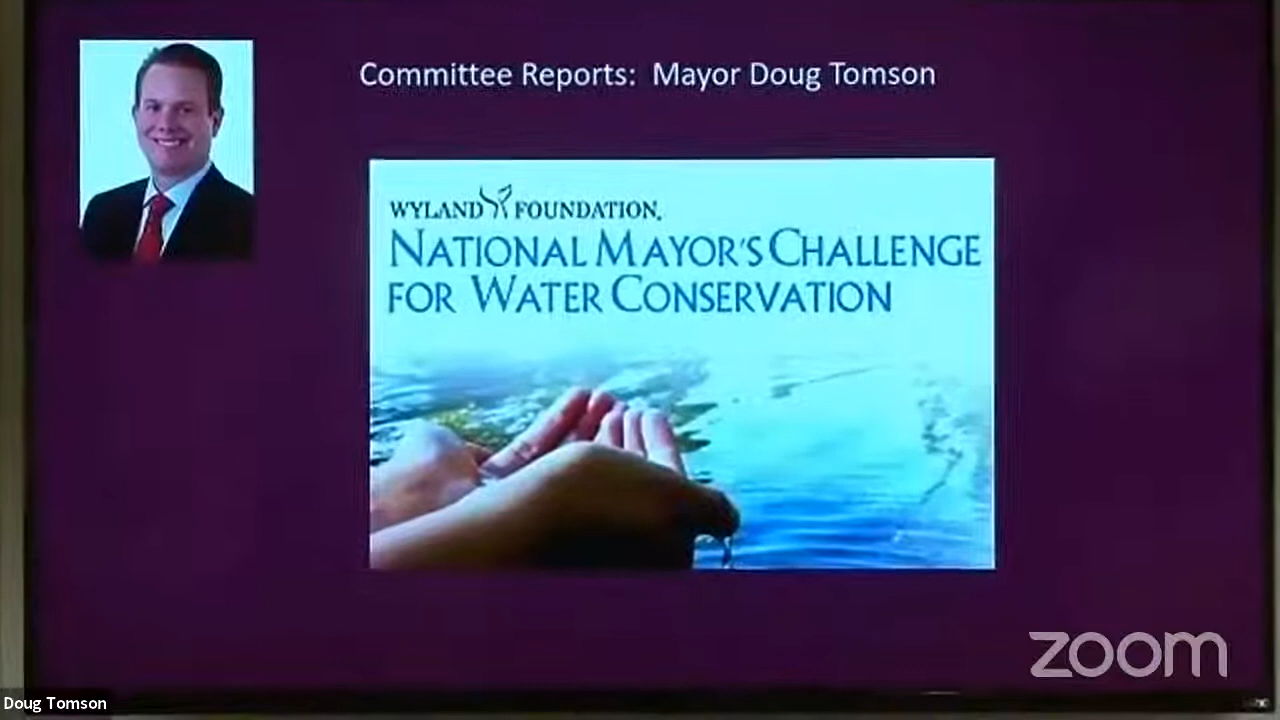 Committee Reports: Mayor Doug Tomson
WYLAND FOUNDATION.
NATIONAL MAYOR'S CHALLENGE
FOR WATER CONSERVATION
zoom
Doug Tomson